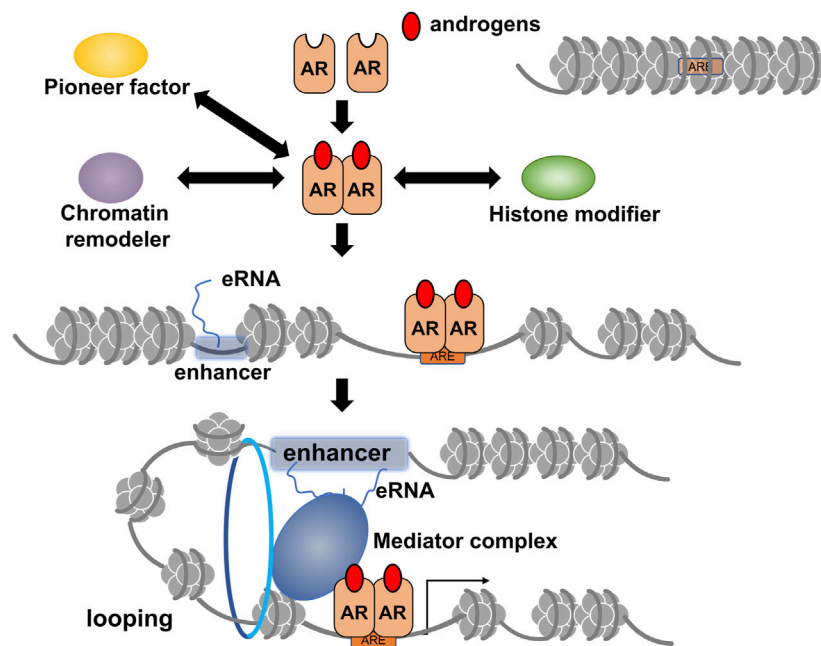 androgens
AR AR
ARE
Pioneer factor
AR AR
Chromatin
remodeler
Histone modifier
eRNA
AR AR
ARE
enhancer
enhancer
eRNA
Mediator complex
AR AR
ARE
looping